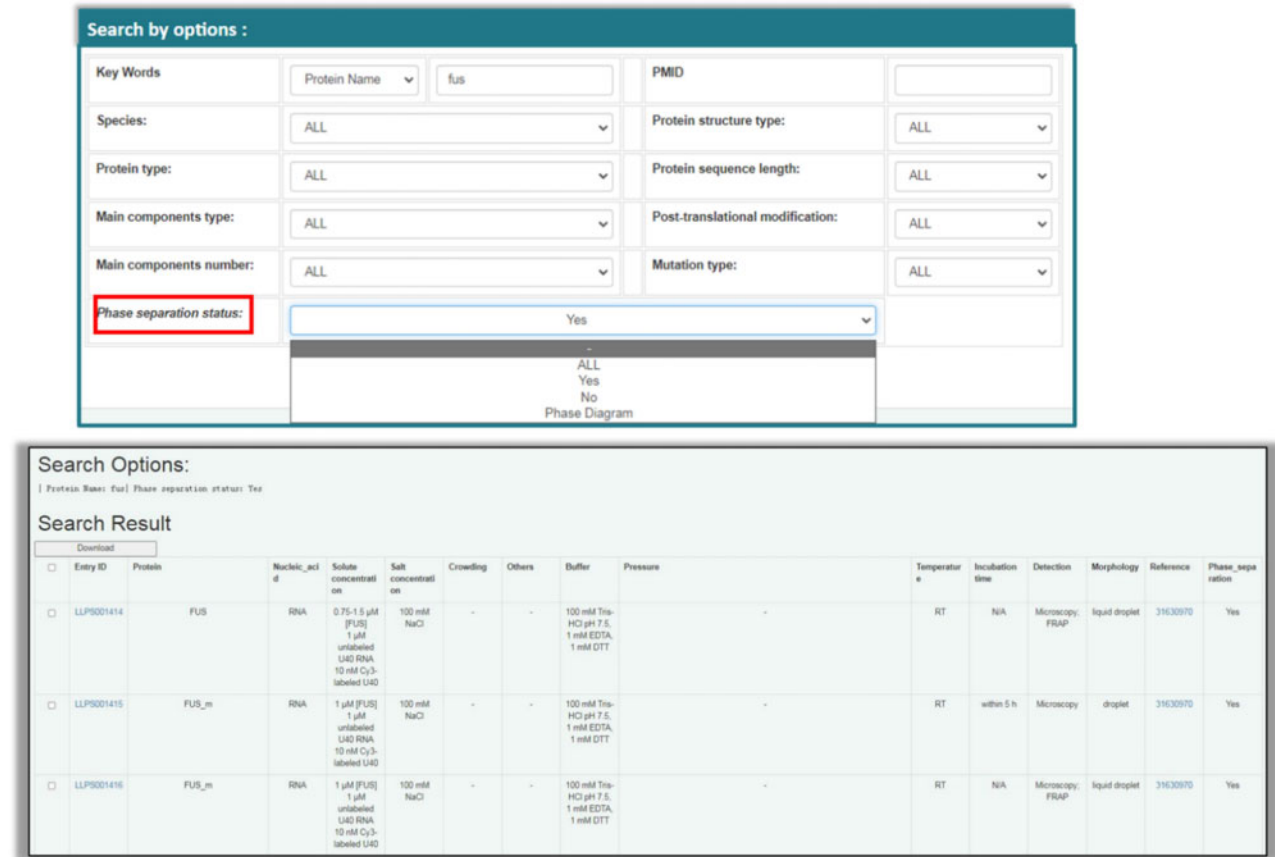 Search by options :
Key Words Protein Name fus PMID
Species: ALL Protein structure type: ALL
Protein type: ALL Protein sequence length: ALL
Main components type: ALL Post-translational modification: ALL
Main components number: ALL Mutation type: ALL
Phase separation status: Yes
-
ALL
Yes
No
Phase Diagram
Search Options:
| Protein Name: fus| Phase separation status: Yes
Search Result
Download
Entry ID Protein Nucleic_aci Solute Salt Crowding Others Buffer Pressure Temperatur Incubation Detection Morphology Reference Phase_sepa
d concentrati concentrati e time ration
on on
LLPS001414 FUS RNA 0.75-1.5 μM 100 mM - - 100 mM Tris- - RT N/A Microscopy; liquid droplet 31630970 Yes
[FUS] NaCl HCl pH 7.5, FRAP
1 μM 1 mM EDTA,
unlabeled 1 mM DTT
U40 RNA
10 nM Cy3-
labeled U40
LLPS001415 FUS_m RNA 1 μM [FUS] 100 mM - - 100 mM Tris- - RT within 5 h Microscopy droplet 31630970 Yes
1 μM NaCl HCl pH 7.5,
unlabeled 1 mM EDTA,
U40 RNA 1 mM DTT
10 nM Cy3-
labeled U40
LLPS001416 FUS_m RNA 1 μM [FUS] 100 mM - - 100 mM Tris- - RT N/A Microscopy; liquid droplet 31630970 Yes
1 μM NaCl HCl pH 7.5, FRAP
unlabeled 1 mM EDTA,
U40 RNA 1 mM DTT
10 nM Cy3-
labeled U40